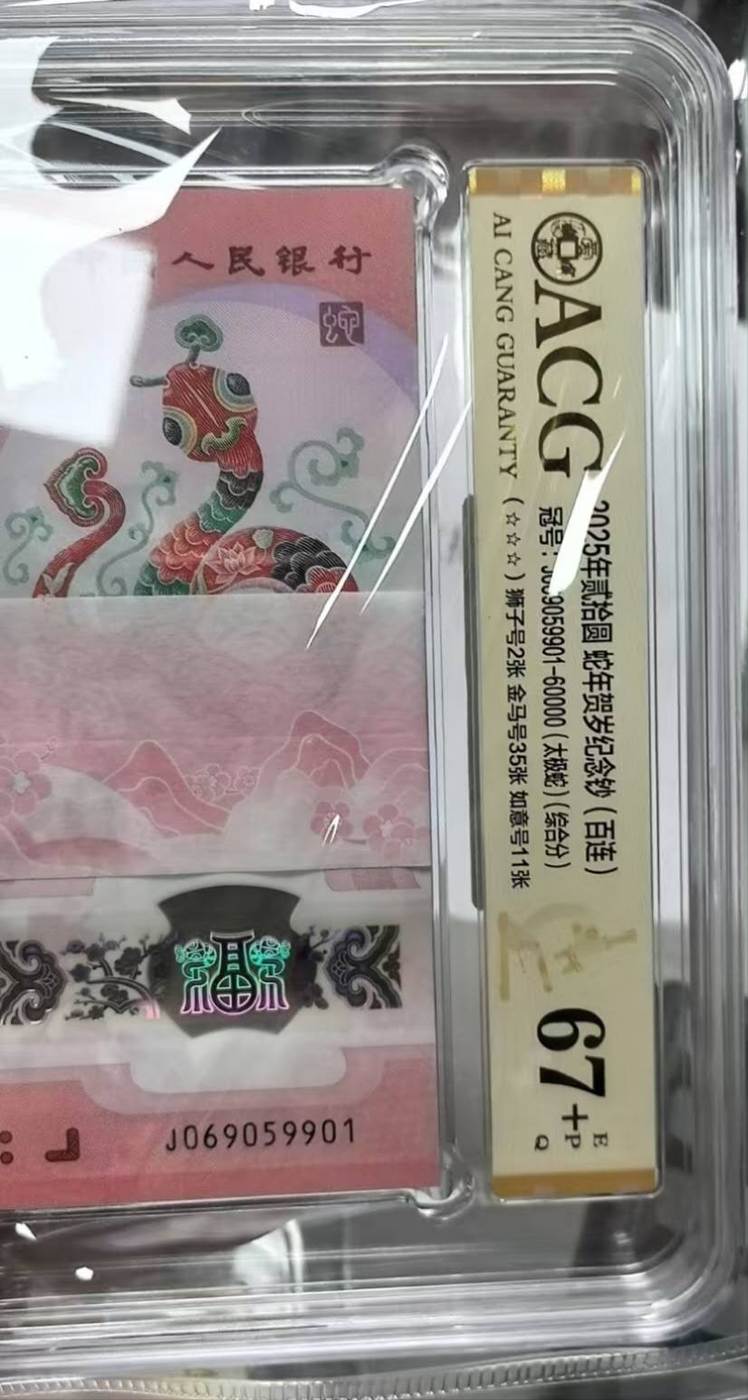 人民银行
蛇
福
J069059901
ACG
AI CANG GUARANTY
2025年贰拾圆 蛇年贺岁纪念钞（百连）
冠号：J069059901-60000（太极蛇）（综合分）
（☆☆☆）狮子号2张 金马号35张 如意号11张
67+
EPQ